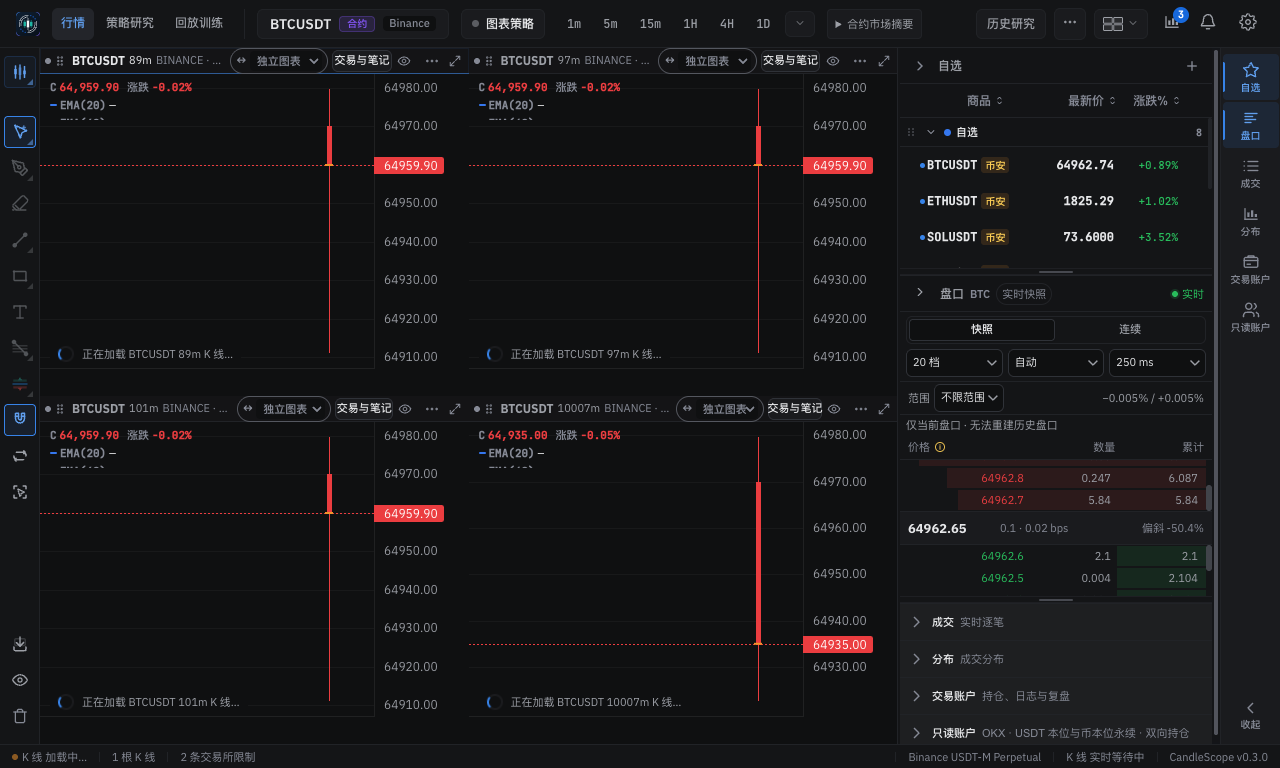 行情 策略研究 回放训练 BTCUSDT 合约 Binance 图表策略 1m 5m 15m 1H 4H 1D 合约市场摘要 历史研究 3
BTCUSDT 89m BINANCE · ... 独立图表 交易与笔记
C 64,959.90 涨跌 -0.02%
EMA(20) —
64980.00
64970.00
64959.90
64950.00
64940.00
64930.00
64920.00
64910.00
正在加载 BTCUSDT 89m K 线...
BTCUSDT 97m BINANCE · ... 独立图表 交易与笔记
C 64,959.90 涨跌 -0.02%
EMA(20) —
64980.00
64970.00
64959.90
64950.00
64940.00
64930.00
64920.00
64910.00
正在加载 BTCUSDT 97m K 线...
BTCUSDT 101m BINANCE · ... 独立图表 交易与笔记
C 64,959.90 涨跌 -0.02%
EMA(20) —
64980.00
64970.00
64959.90
64950.00
64940.00
64930.00
64920.00
64910.00
正在加载 BTCUSDT 101m K 线...
BTCUSDT 10007m BINANCE · ... 独立图表 交易与笔记
C 64,935.00 涨跌 -0.05%
EMA(20) —
64980.00
64970.00
64960.00
64950.00
64940.00
64935.00
64930.00
正在加载 BTCUSDT 10007m K 线...
自选
商品 最新价 涨跌%
自选 8
BTCUSDT 币安 64962.74 +0.89%
ETHUSDT 币安 1825.29 +1.02%
SOLUSDT 币安 73.6000 +3.52%
盘口 BTC 实时快照 实时
快照 连续
20 档 自动 250 ms
范围 不限范围 −0.005% / +0.005%
仅当前盘口 · 无法重建历史盘口
价格 数量 累计
64962.8 0.247 6.087
64962.7 5.84 5.84
64962.65 0.1 · 0.02 bps 偏斜 -50.4%
64962.6 2.1 2.1
64962.5 0.004 2.104
成交 实时逐笔
分布 成交分布
交易账户 持仓、日志与复盘
只读账户 OKX · USDT 本位与币本位永续 · 双向持仓
自选
盘口
成交
分布
交易账户
只读账户
收起
K 线 加载中... 1 根 K 线 2 条交易所限制 Binance USDT-M Perpetual K 线 实时等待中 CandleScope v0.3.0